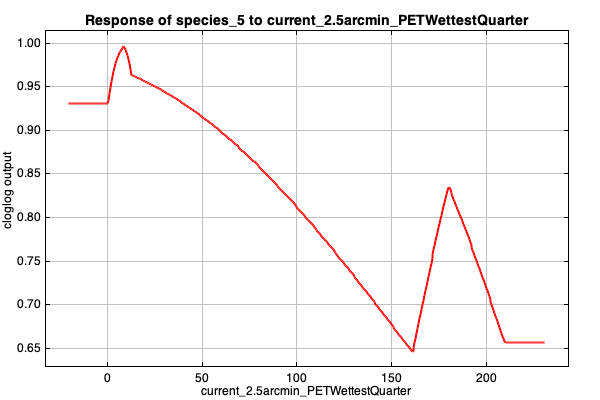 Response of species_5 to current_2.5arcmin_PETWettestQuarter
1.00
0.95
0.90
0.85
0.80
0.75
0.70
0.65
cloglog output
0 50 100 150 200
current_2.5arcmin_PETWettestQuarter